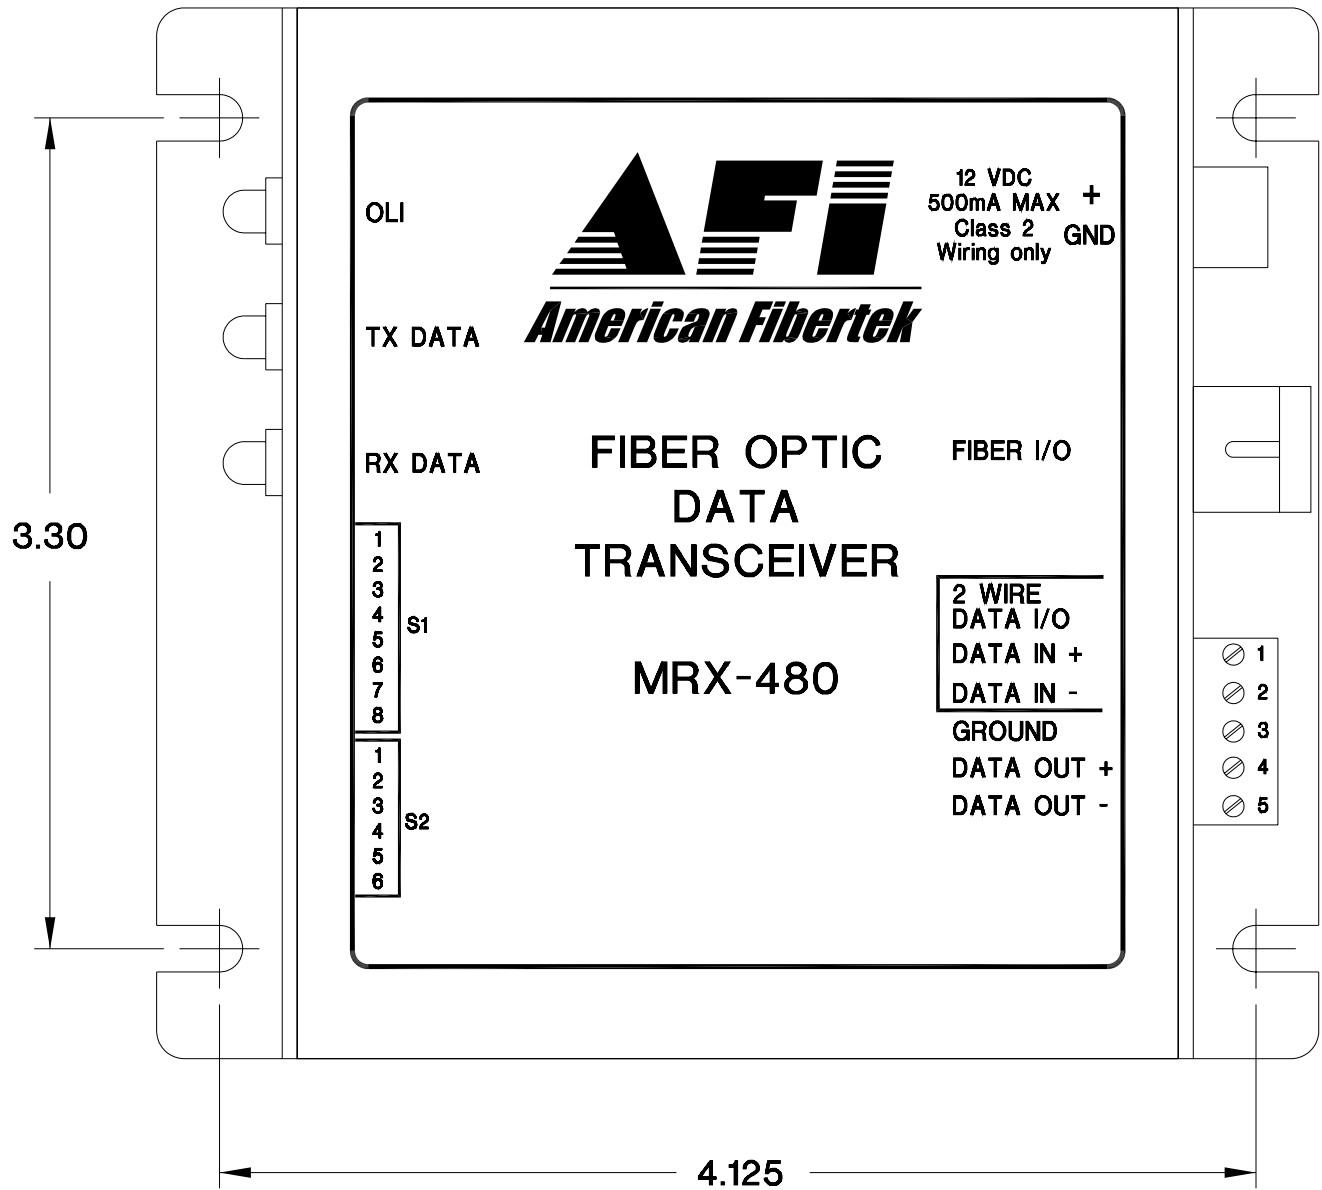 OLI
TX DATA
RX DATA
AFI
American Fibertek
12 VDC
500mA MAX
Class 2
Wiring only
+
GND
FIBER OPTIC
DATA
TRANSCEIVER
MRX-480
FIBER I/O
3.30
1
2
3
4
5
6
7
8
S1
1
2
3
4
5
6
S2
2 WIRE
DATA I/O
DATA IN +
DATA IN -
GROUND
DATA OUT +
DATA OUT -
1
2
3
4
5
4.125